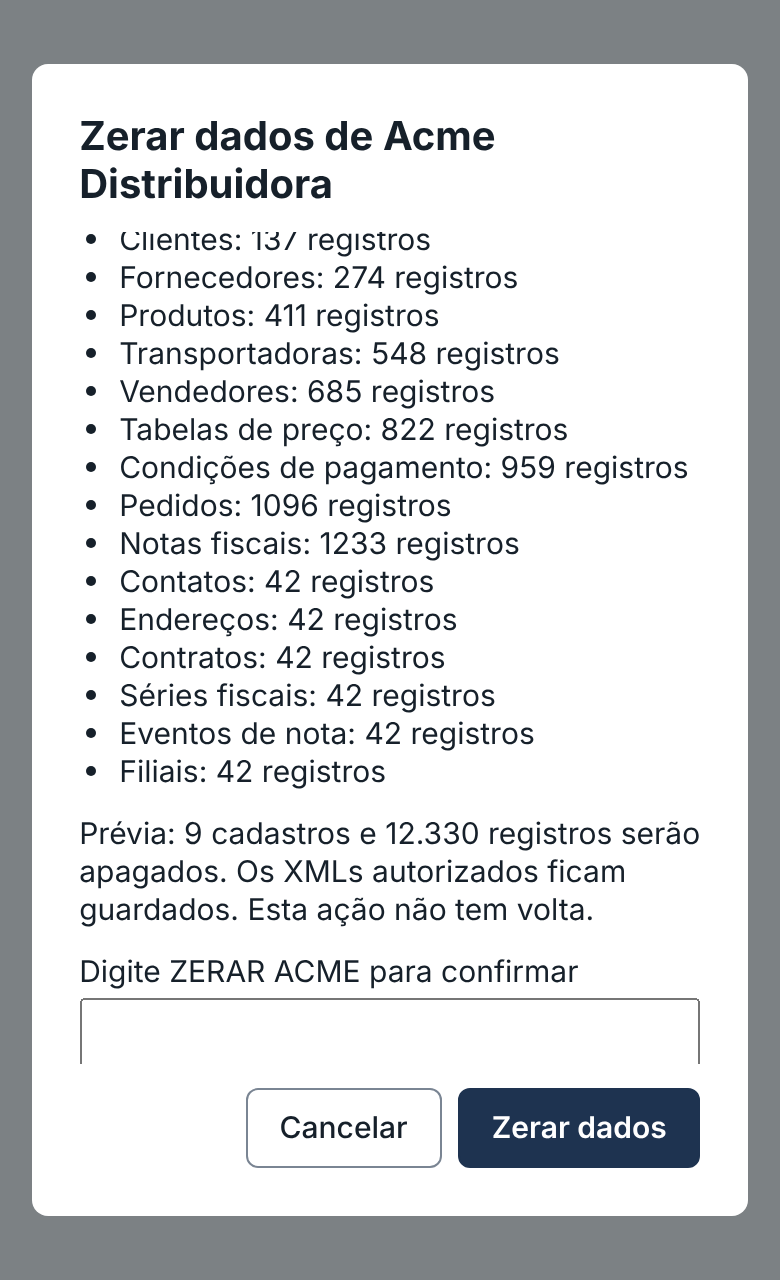 Zerar dados de Acme
Distribuidora
• Clientes: 137 registros
• Fornecedores: 274 registros
• Produtos: 411 registros
• Transportadoras: 548 registros
• Vendedores: 685 registros
• Tabelas de preço: 822 registros
• Condições de pagamento: 959 registros
• Pedidos: 1096 registros
• Notas fiscais: 1233 registros
• Contatos: 42 registros
• Endereços: 42 registros
• Contratos: 42 registros
• Séries fiscais: 42 registros
• Eventos de nota: 42 registros
• Filiais: 42 registros
Prévia: 9 cadastros e 12.330 registros serão
apagados. Os XMLs autorizados ficam
guardados. Esta ação não tem volta.
Digite ZERAR ACME para confirmar
Cancelar
Zerar dados